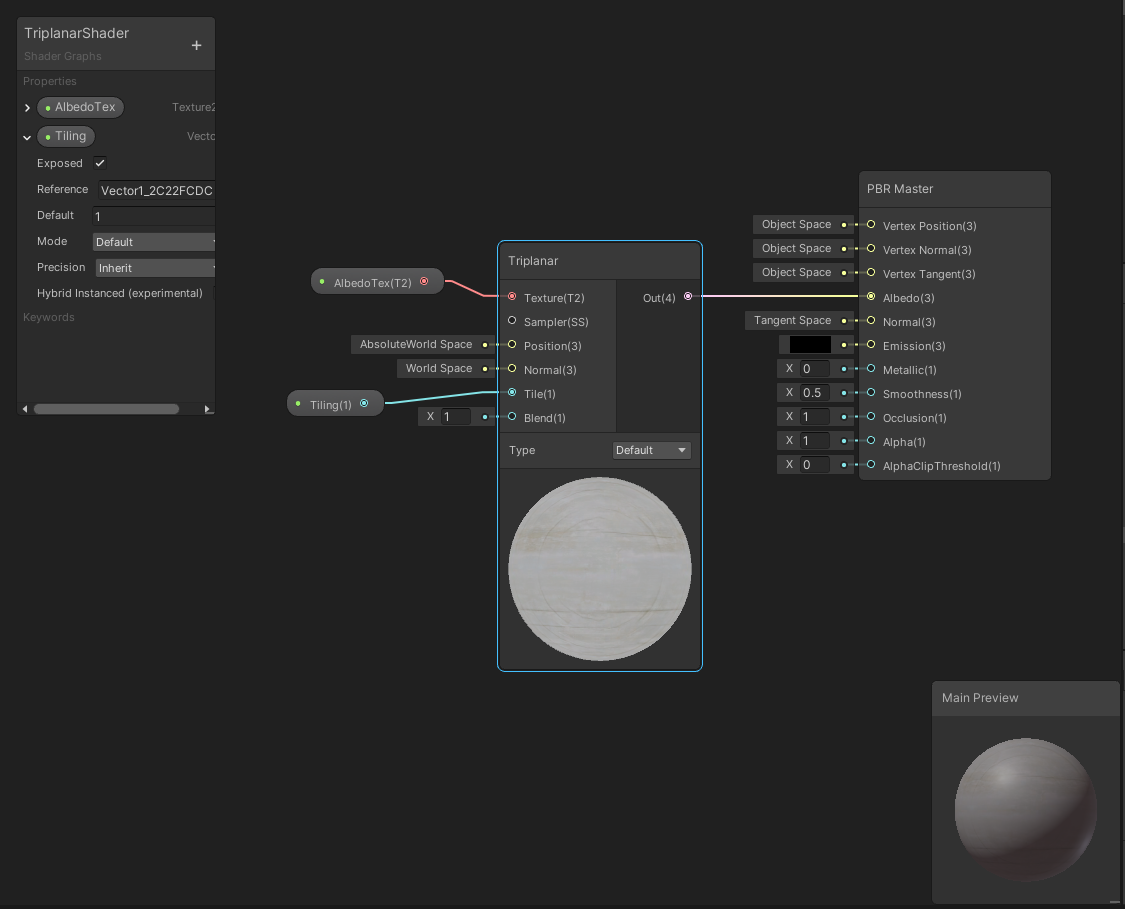 TriplanarShader
Shader Graphs
+
Properties
AlbedoTex Texture2
Tiling Vecto
Exposed
Reference Vector1_2C22FCDC
Default 1
Mode Default
Precision Inherit
Hybrid Instanced (experimental)
Keywords
AlbedoTex(T2)
AbsoluteWorld Space
World Space
Tiling(1)
X 1
Triplanar
Texture(T2) Out(4)
Sampler(SS)
Position(3)
Normal(3)
Tile(1)
Blend(1)
Type Default
PBR Master
Object Space Vertex Position(3)
Object Space Vertex Normal(3)
Object Space Vertex Tangent(3)
Albedo(3)
Tangent Space Normal(3)
Emission(3)
X 0 Metallic(1)
X 0.5 Smoothness(1)
X 1 Occlusion(1)
X 1 Alpha(1)
X 0 AlphaClipThreshold(1)
Main Preview